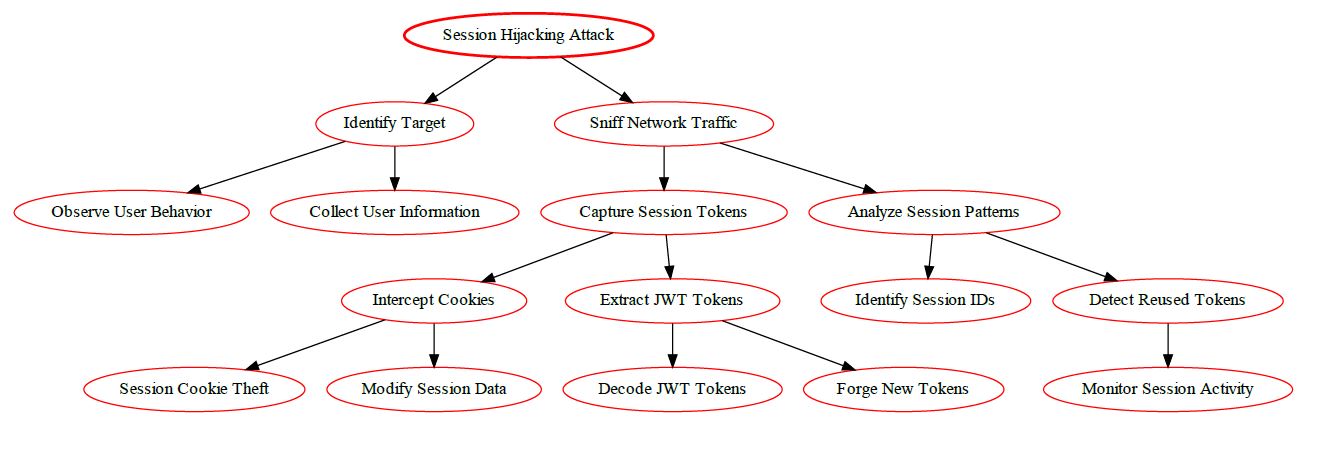 Session Hijacking Attack
Identify Target
Sniff Network Traffic
Observe User Behavior
Collect User Information
Capture Session Tokens
Analyze Session Patterns
Intercept Cookies
Extract JWT Tokens
Identify Session IDs
Detect Reused Tokens
Session Cookie Theft
Modify Session Data
Decode JWT Tokens
Forge New Tokens
Monitor Session Activity